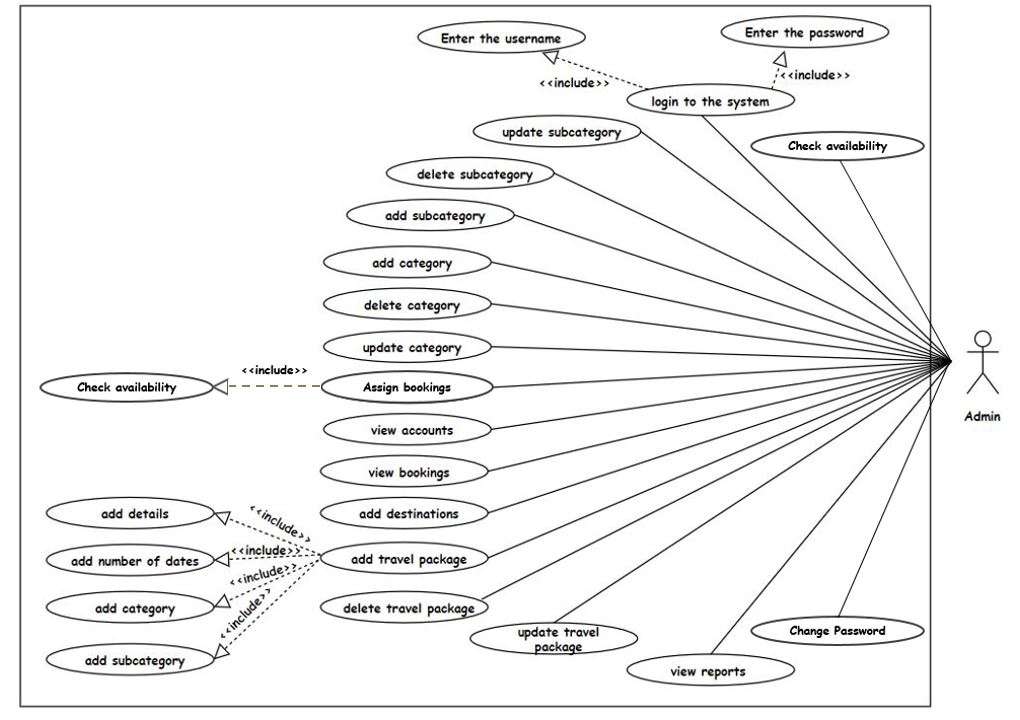 Enter the username
Enter the password
<<include>>
<<include>>
login to the system
update subcategory
Check availability
delete subcategory
add subcategory
add category
delete category
update category
<<include>>
Check availability
Assign bookings
Admin
view accounts
view bookings
add details
<<include>>
add destinations
<<include>>
add number of dates
add travel package
<<include>>
add category
<<include>>
delete travel package
update travel
package
Change Password
add subcategory
view reports